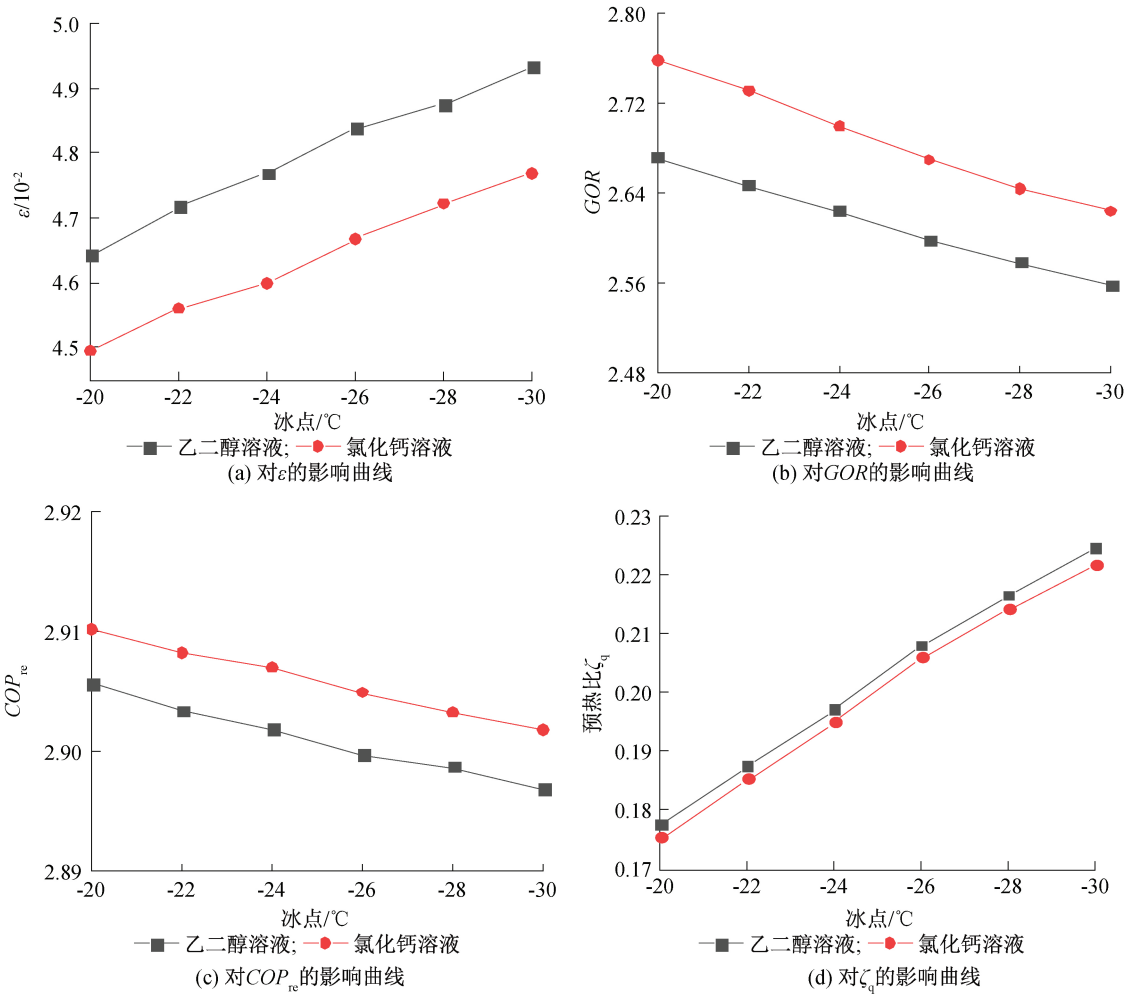 5.0
4.9
4.8
4.7
4.6
4.5
ε/10⁻²
-20 -22 -24 -26 -28 -30
冰点/℃
乙二醇溶液; 氯化钙溶液
(a) 对ε的影响曲线
2.80
2.72
2.64
2.56
2.48
GOR
-20 -22 -24 -26 -28 -30
冰点/℃
乙二醇溶液; 氯化钙溶液
(b) 对GOR的影响曲线
2.92
2.91
2.90
2.89
COPre
-20 -22 -24 -26 -28 -30
冰点/℃
乙二醇溶液; 氯化钙溶液
(c) 对COPre的影响曲线
0.23
0.22
0.21
0.20
0.19
0.18
0.17
预热比ζq
-20 -22 -24 -26 -28 -30
冰点/℃
乙二醇溶液; 氯化钙溶液
(d) 对ζq的影响曲线